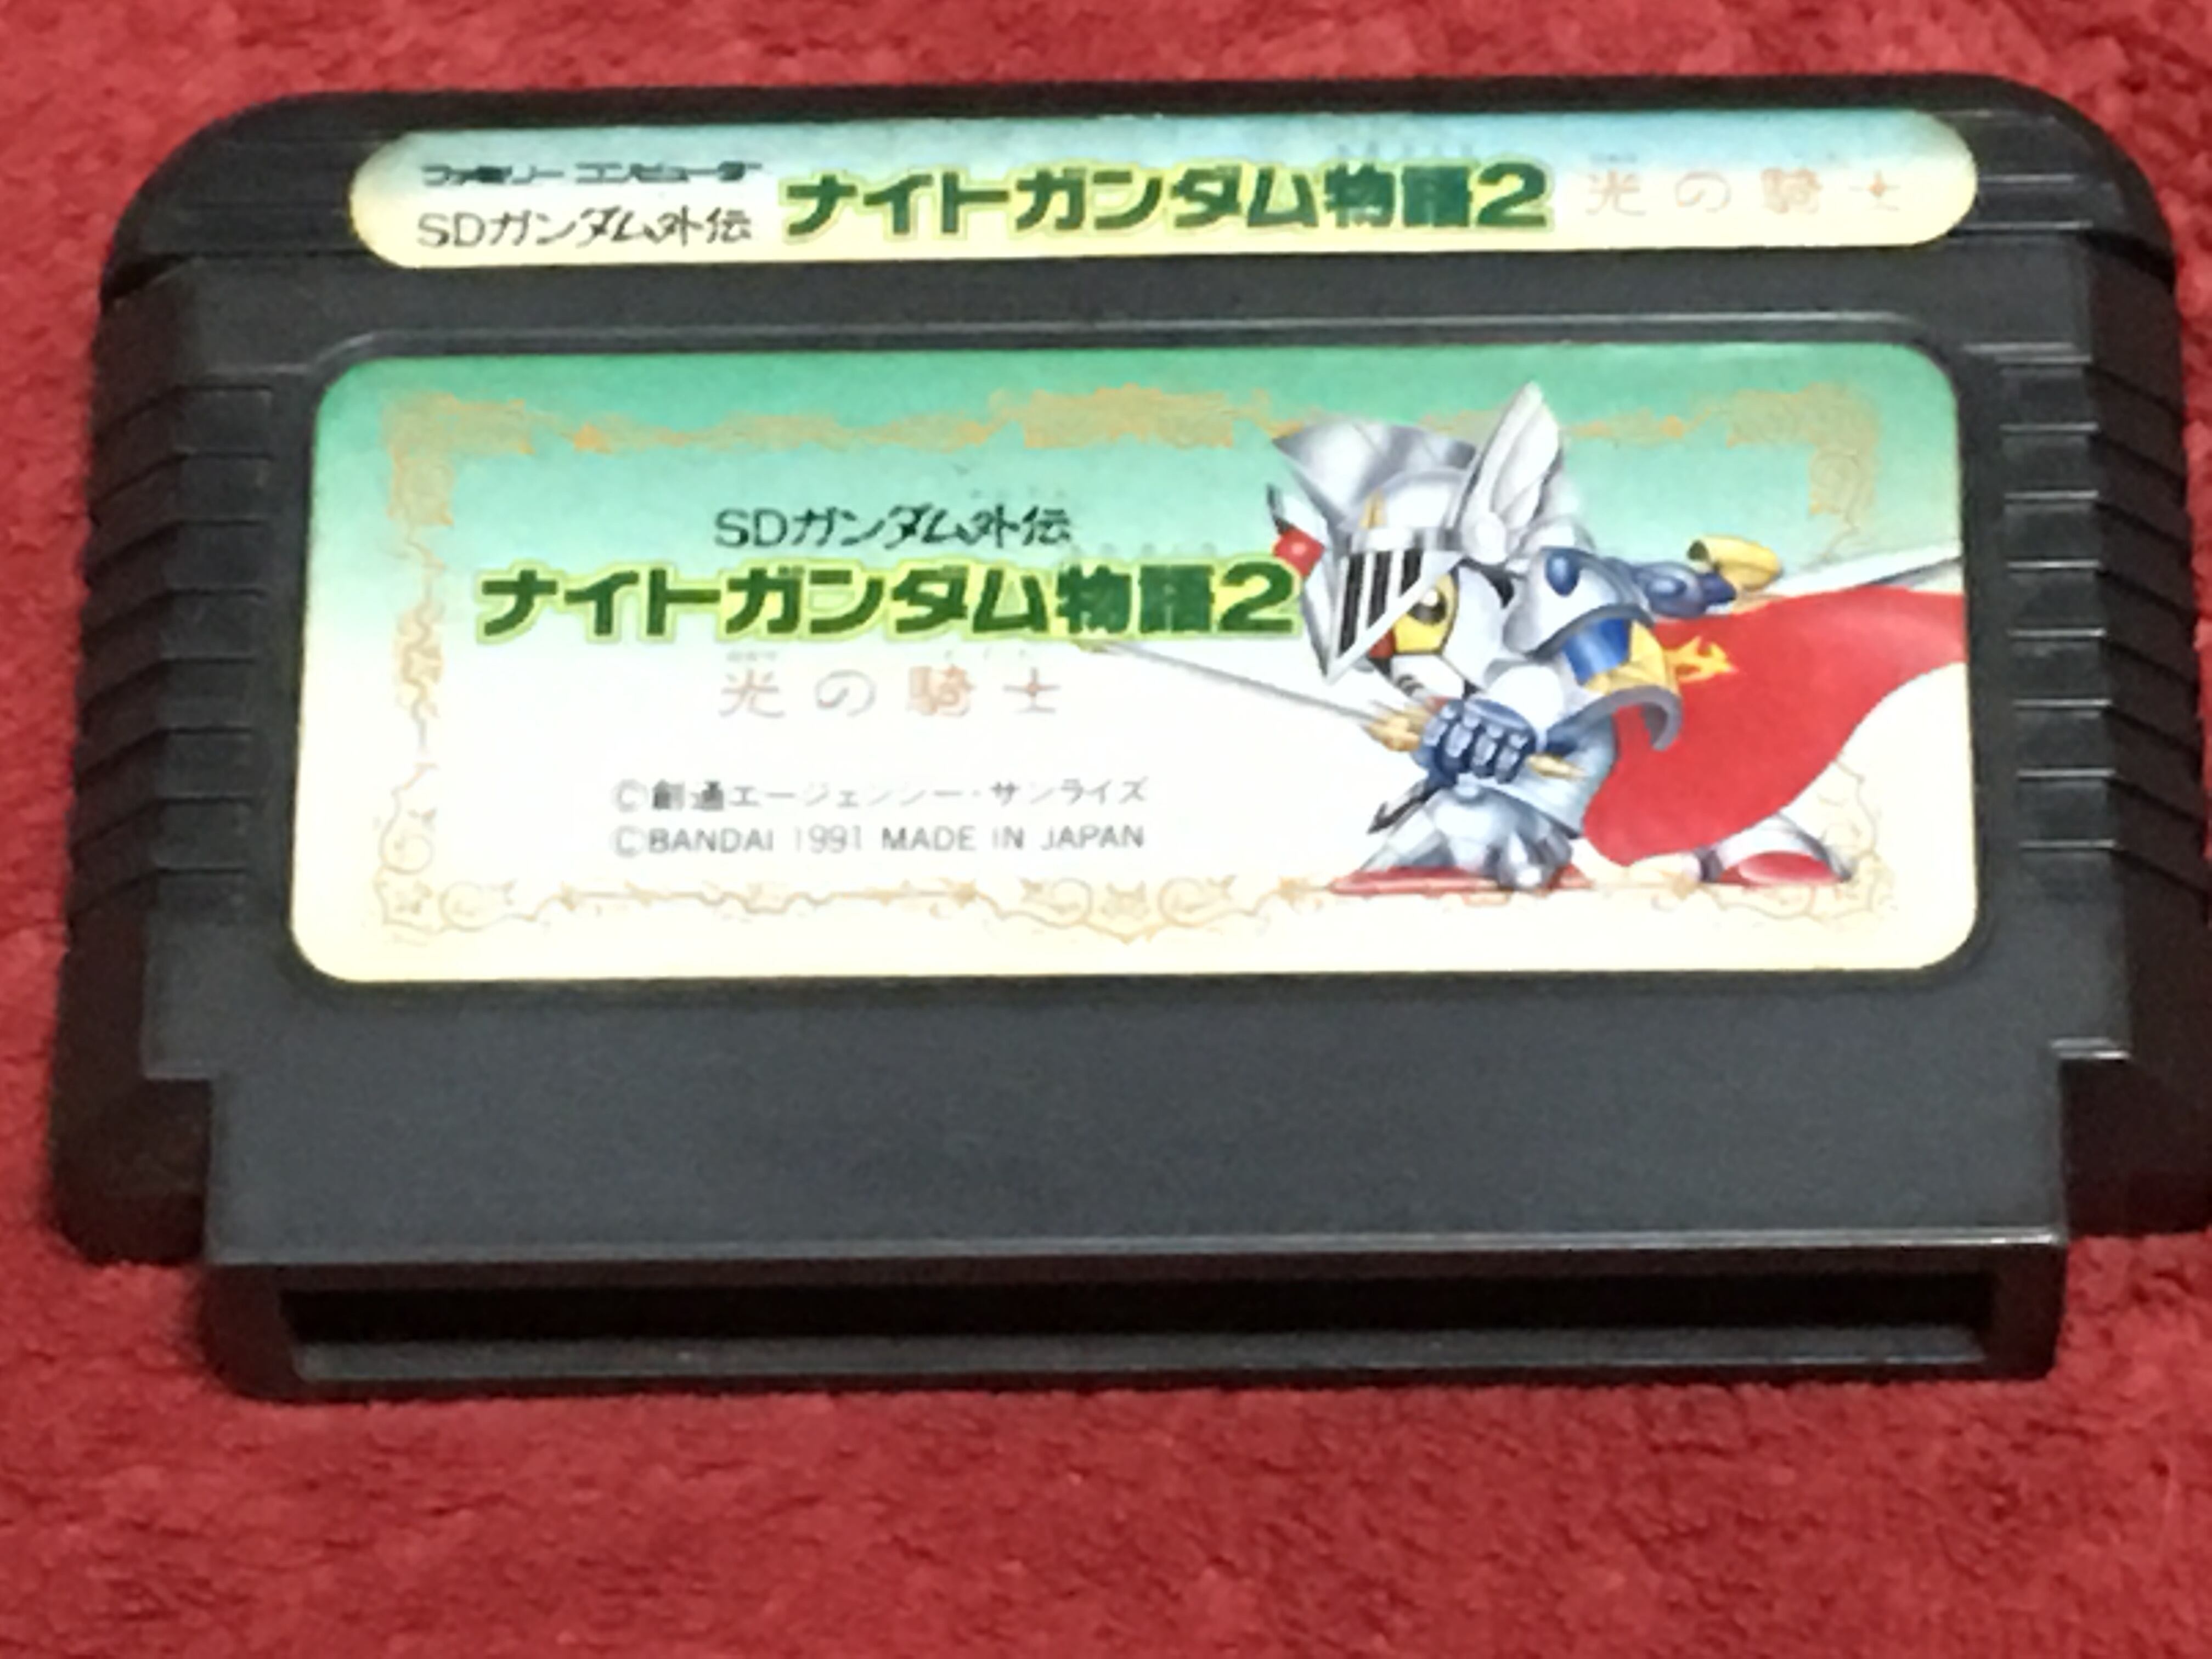 ファミリーコンピュータ
SDガンダム外伝 ナイトガンダム物語2 光の騎士
SDガンダム外伝
ナイトガンダム物語2
光の騎士
©創通エージェンシー・サンライズ
©BANDAI 1991 MADE IN JAPAN